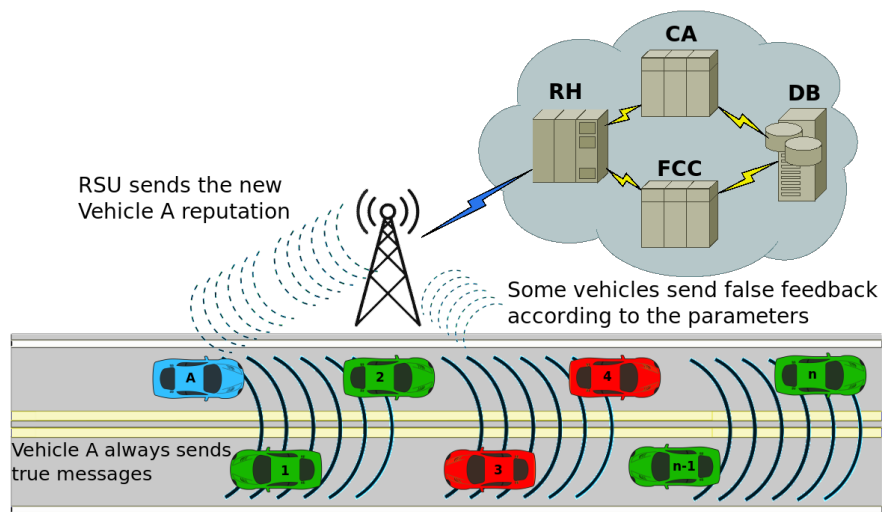 CA
RH
DB
FCC
RSU sends the new
Vehicle A reputation
Some vehicles send false feedback
according to the parameters
A
2
4
n
Vehicle A always sends
true messages
1
3
n-1